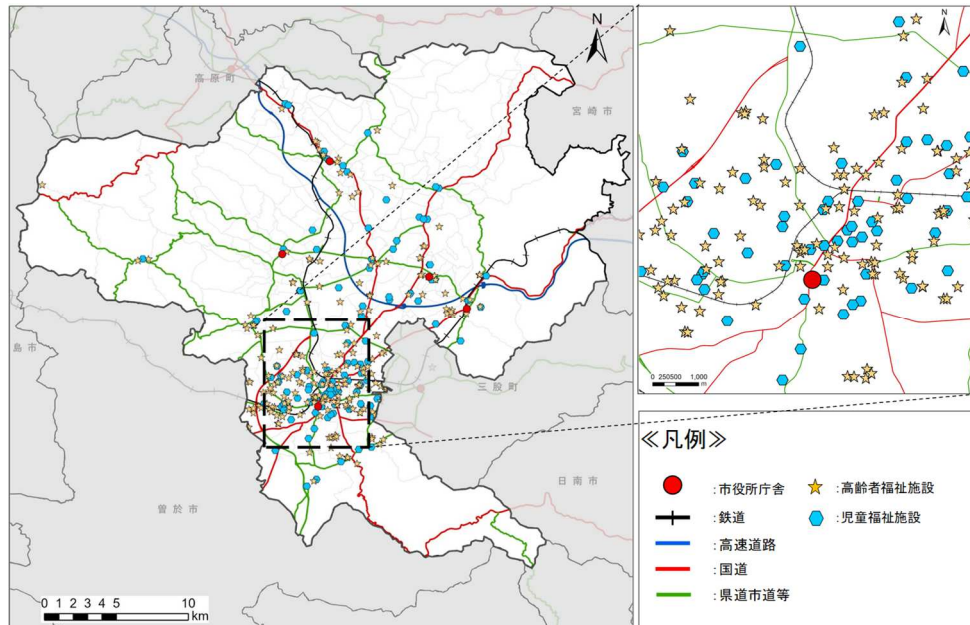 N
高原町
宮崎市
島市
三股町
日南市
曽於市
0 1 2 3 4 5 10
km
N
0 250500 1,000
m
≪凡例≫
:市役所庁舎
:高齢者福祉施設
:鉄道
:児童福祉施設
:高速道路
:国道
:県道市道等